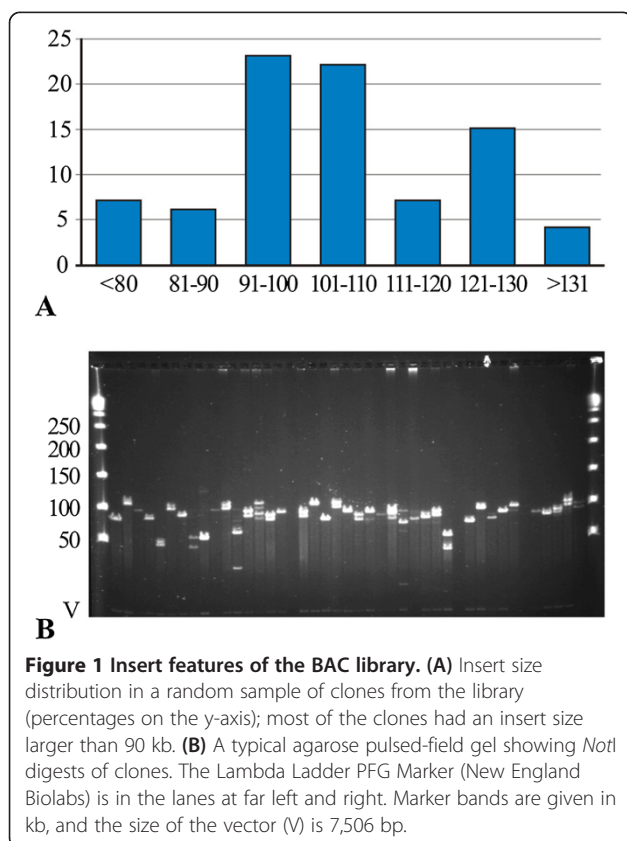 25
20
15
10
5
0
<80 81-90 91-100 101-110 111-120 121-130 >131
A
250
200
150
100
50
V
B
Figure 1 Insert features of the BAC library. (A) Insert size
distribution in a random sample of clones from the library
(percentages on the y-axis); most of the clones had an insert size
larger than 90 kb. (B) A typical agarose pulsed-field gel showing NotI
digests of clones. The Lambda Ladder PFG Marker (New England
Biolabs) is in the lanes at far left and right. Marker bands are given in
kb, and the size of the vector (V) is 7,506 bp.